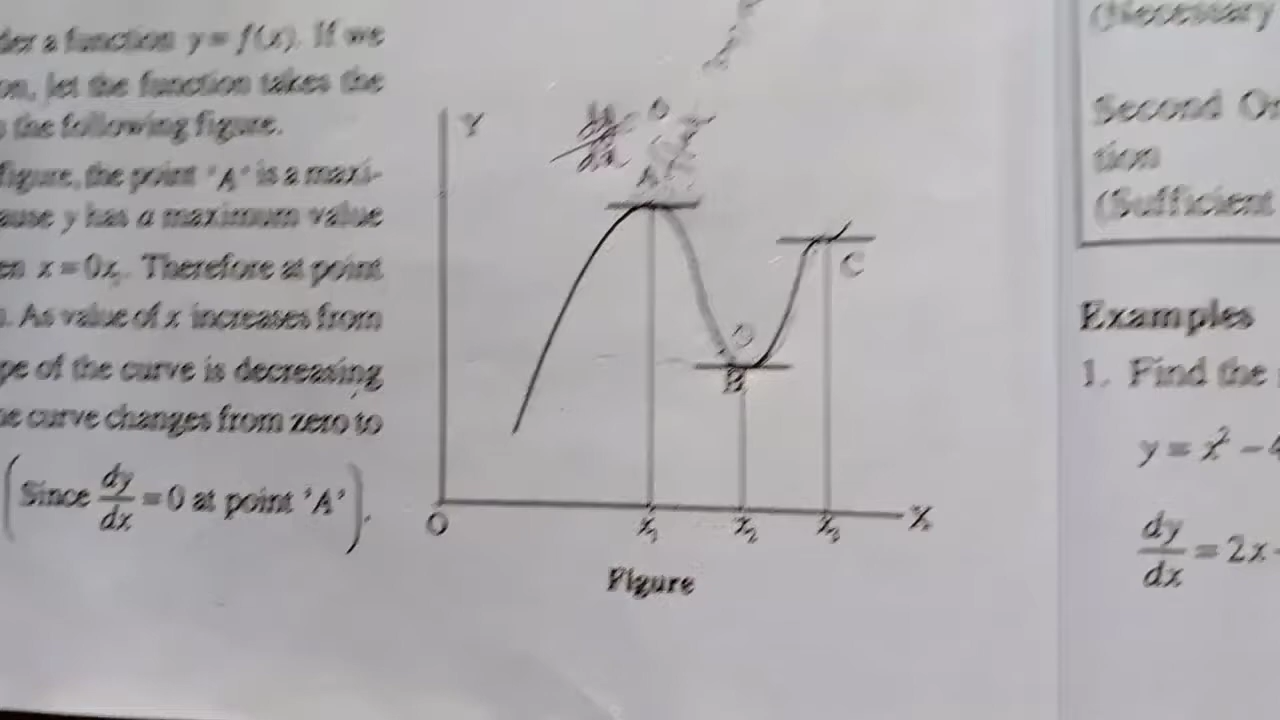 der a function y = f(x). If we
on, let the function takes the
the following figure.
figure, the point 'A' is a maxi-
ause y has a maximum value
en x = 0x₁. Therefore at point
. As value of x increases from
pe of the curve is decreasing,
e curve changes from zero to
(Since dy/dx = 0 at point 'A').
Y
A
B
C
O
x₁
x₂
x₃
X
Figure
(Necessary
Second Or
tion
(Sufficient
Examples
1. Find the
y = x² - 4
dy/dx = 2x -